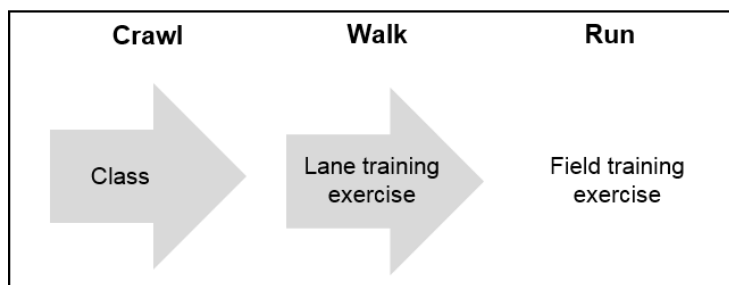 Crawl Walk Run
Class
Lane training
exercise
Field training
exercise